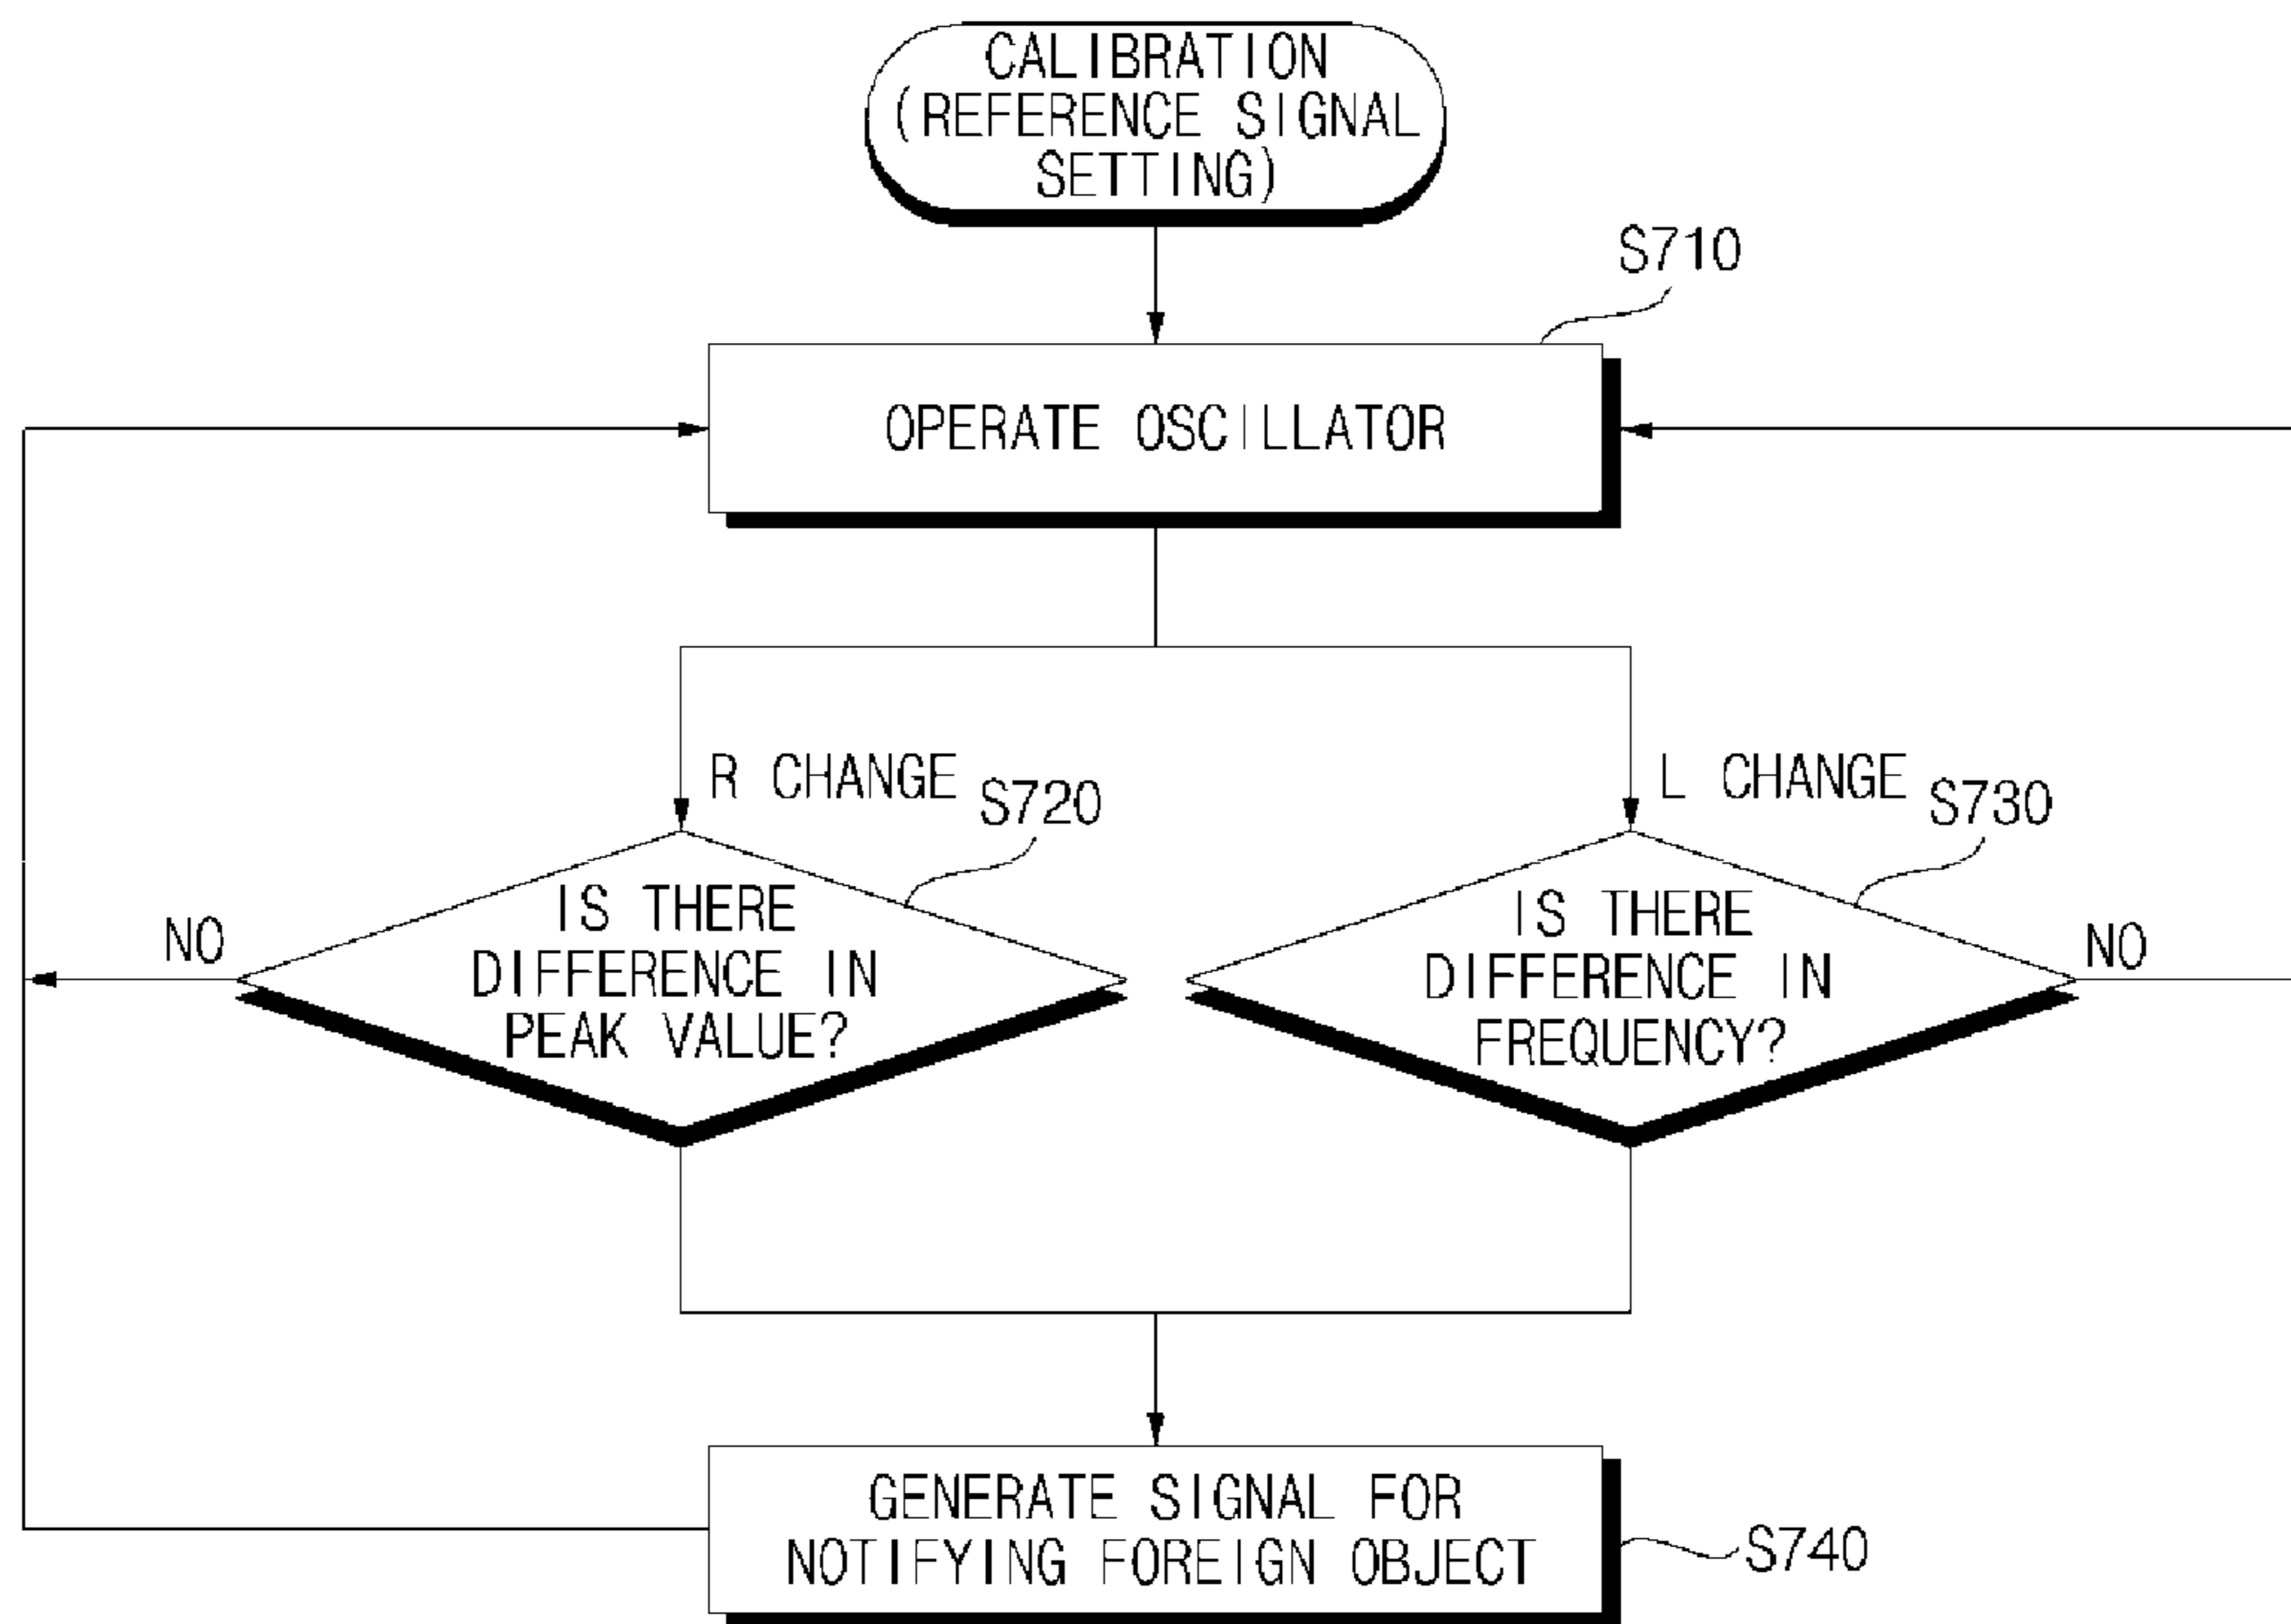 CALIBRATION
(REFERENCE SIGNAL
SETTING)
S710
OPERATE OSCILLATOR
R CHANGE
S720
L CHANGE
S730
IS THERE
DIFFERENCE IN
PEAK VALUE?
NO
IS THERE
DIFFERENCE IN
FREQUENCY?
NO
GENERATE SIGNAL FOR
NOTIFYING FOREIGN OBJECT
S740